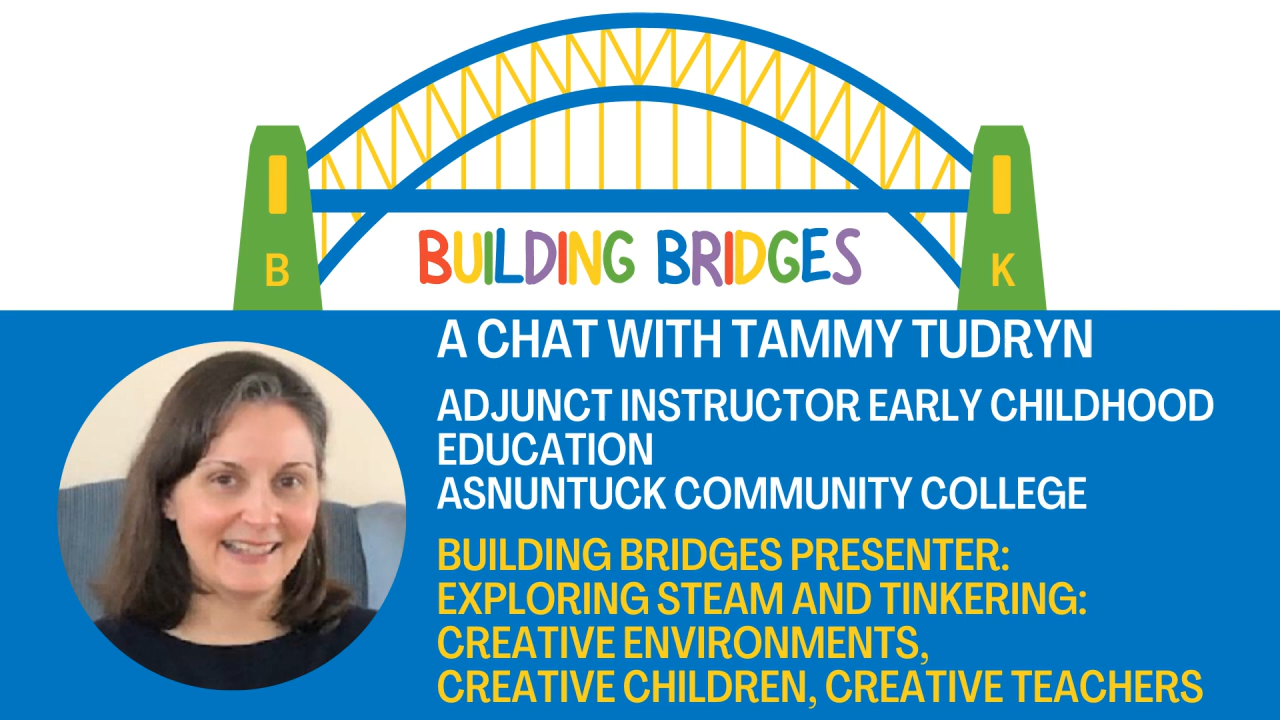 B
K
BUILDING BRIDGES
A CHAT WITH TAMMY TUDRYN
ADJUNCT INSTRUCTOR EARLY CHILDHOOD
EDUCATION
ASNUNTUCK COMMUNITY COLLEGE
BUILDING BRIDGES PRESENTER:
EXPLORING STEAM AND TINKERING:
CREATIVE ENVIRONMENTS,
CREATIVE CHILDREN, CREATIVE TEACHERS